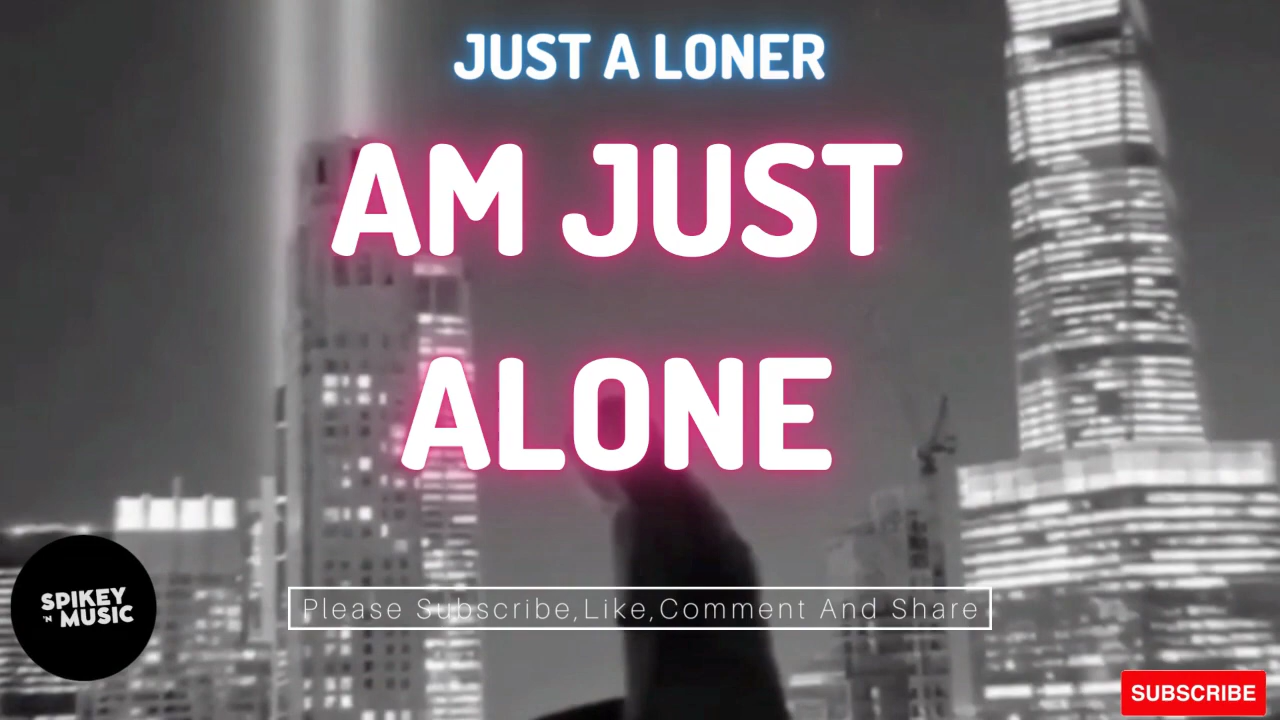 JUST A LONER
AM JUST
ALONE
SPIKEY
'N MUSIC
Please Subscribe,Like,Comment And Share
SUBSCRIBE